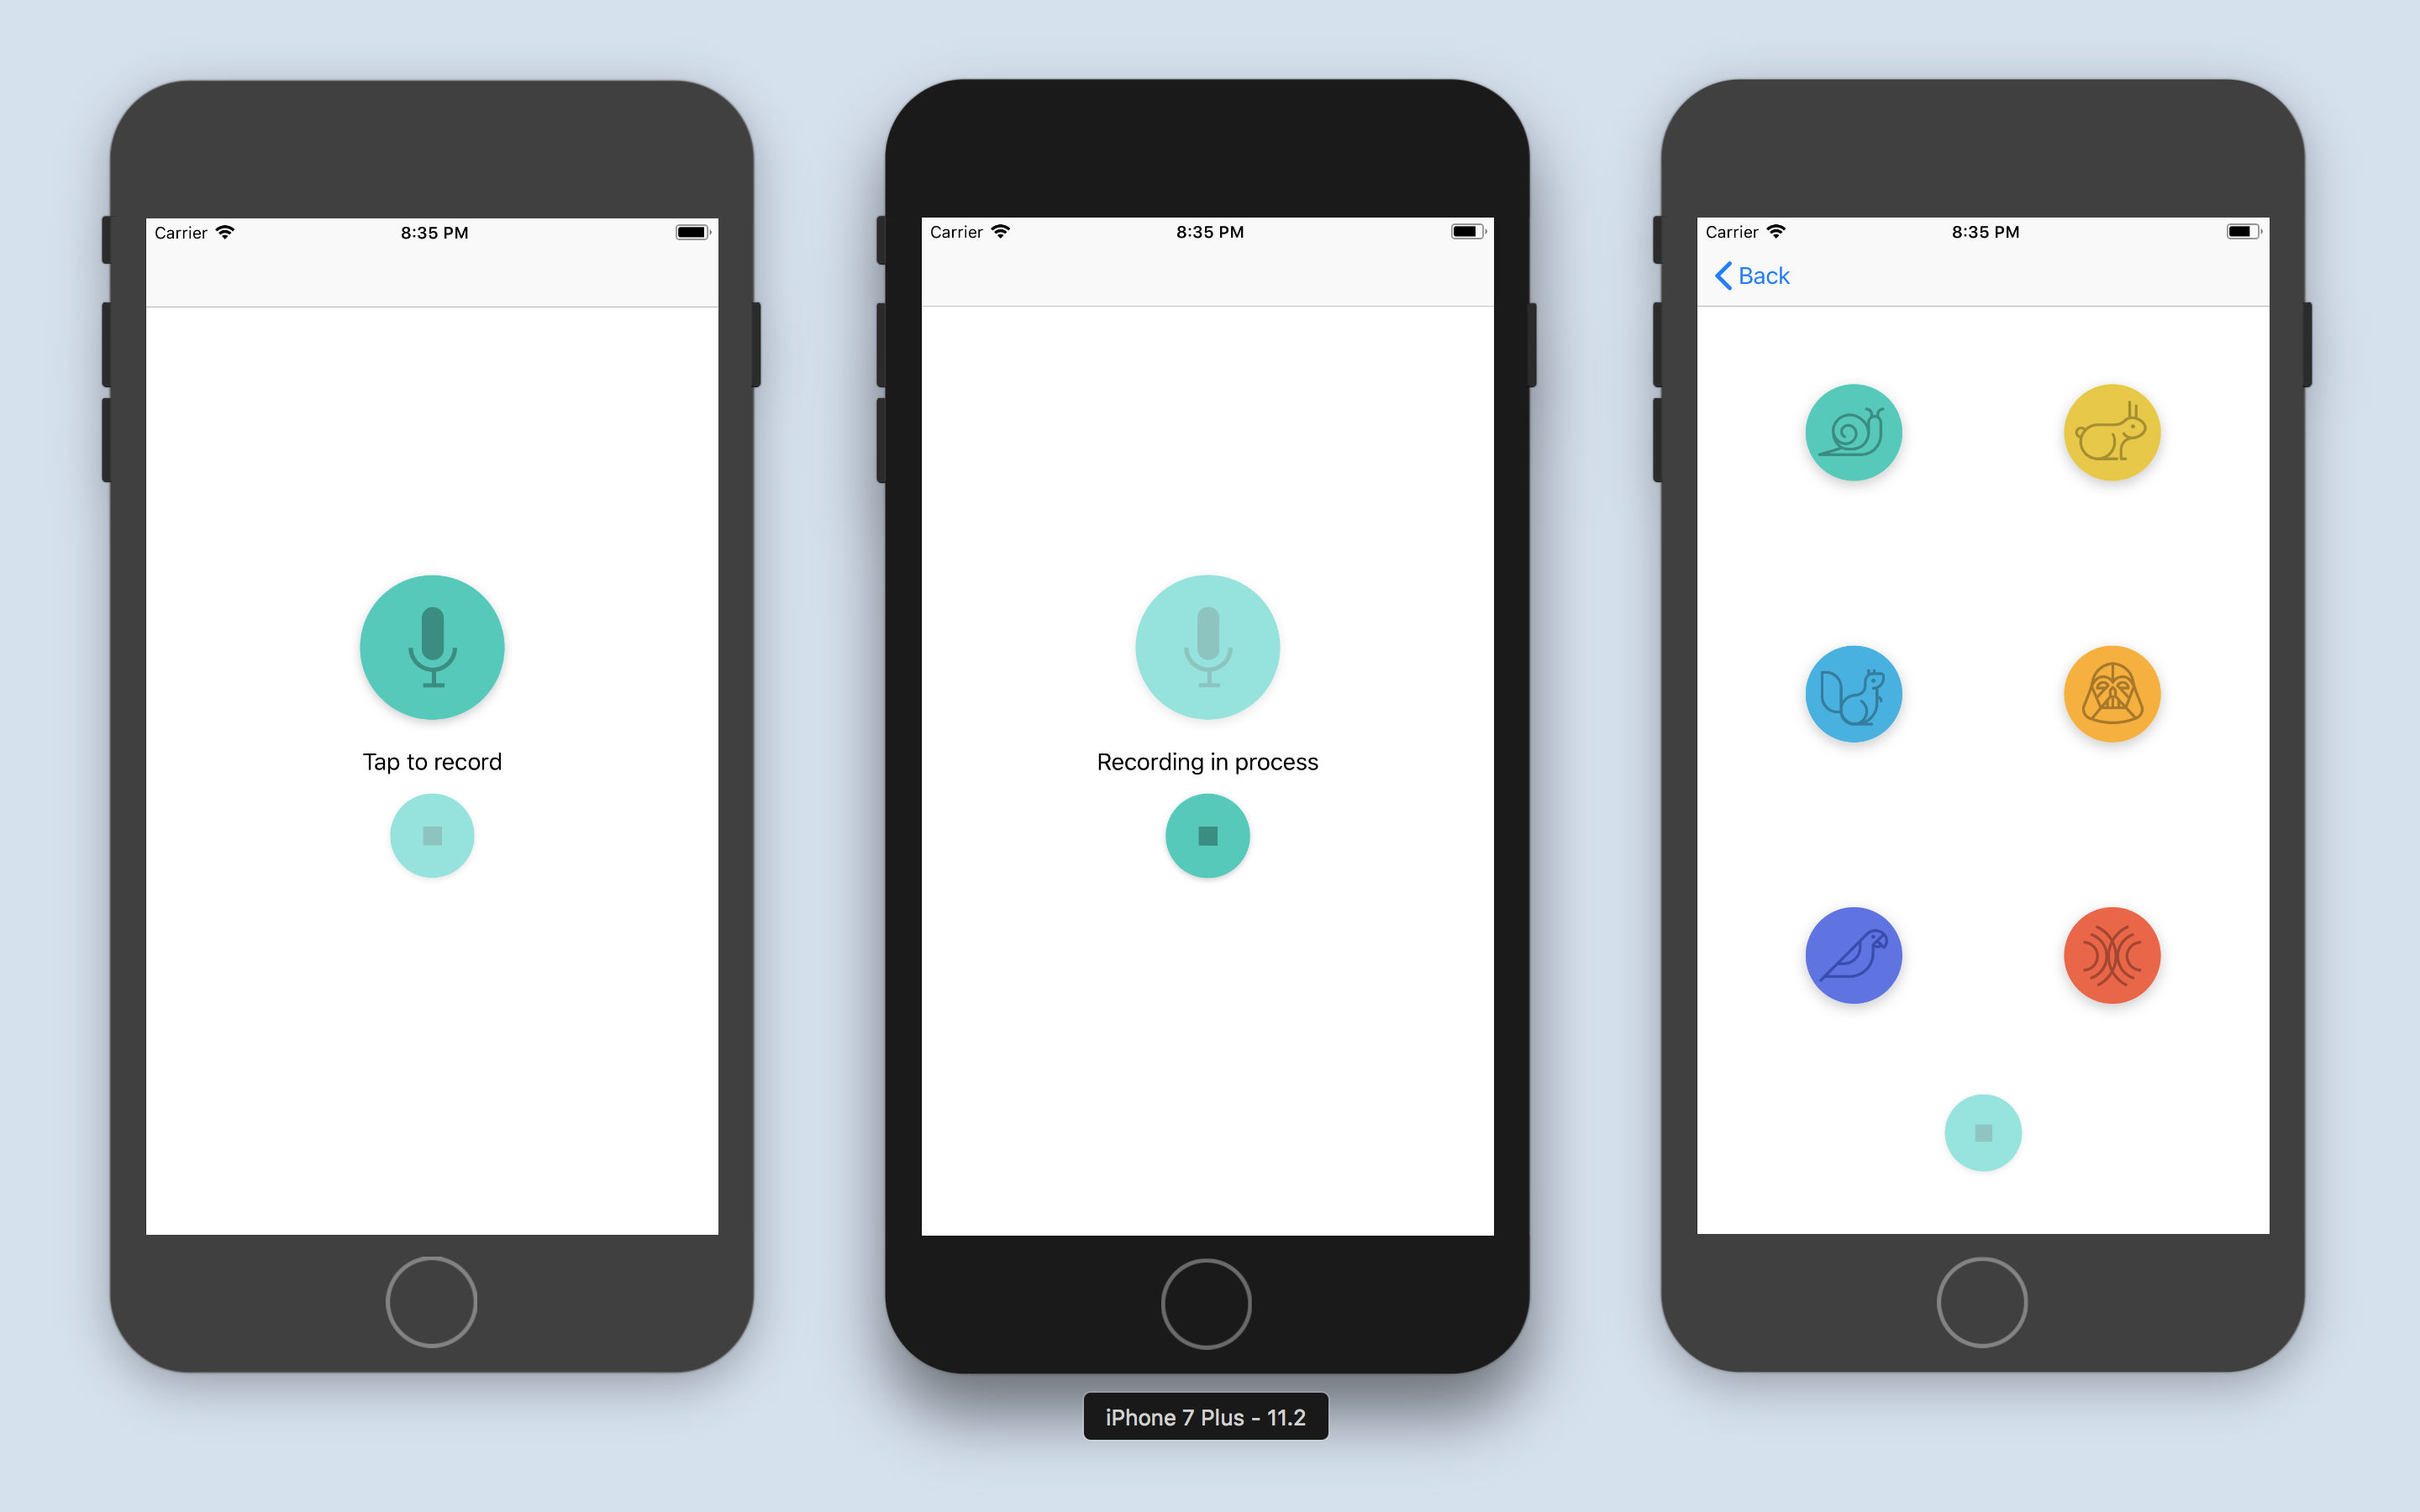 Carrier 8:35 PM
Tap to record
Carrier 8:35 PM
Recording in process
Carrier 8:35 PM
Back
iPhone 7 Plus - 11.2